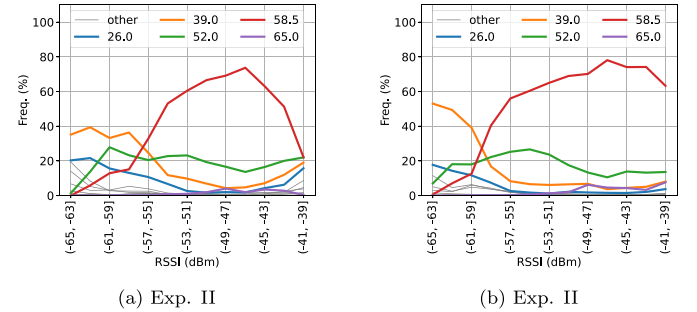 other 39.0 58.5
26.0 52.0 65.0
100
80
60
40
20
0
Freq. (%)
(-65, -63]
(-61, -59]
(-57, -55]
(-53, -51]
(-49, -47]
(-45, -43]
(-41, -39]
RSSI (dBm)
(a) Exp. II
other 39.0 58.5
26.0 52.0 65.0
100
80
60
40
20
0
Freq. (%)
(-65, -63]
(-61, -59]
(-57, -55]
(-53, -51]
(-49, -47]
(-45, -43]
(-41, -39]
RSSI (dBm)
(b) Exp. II